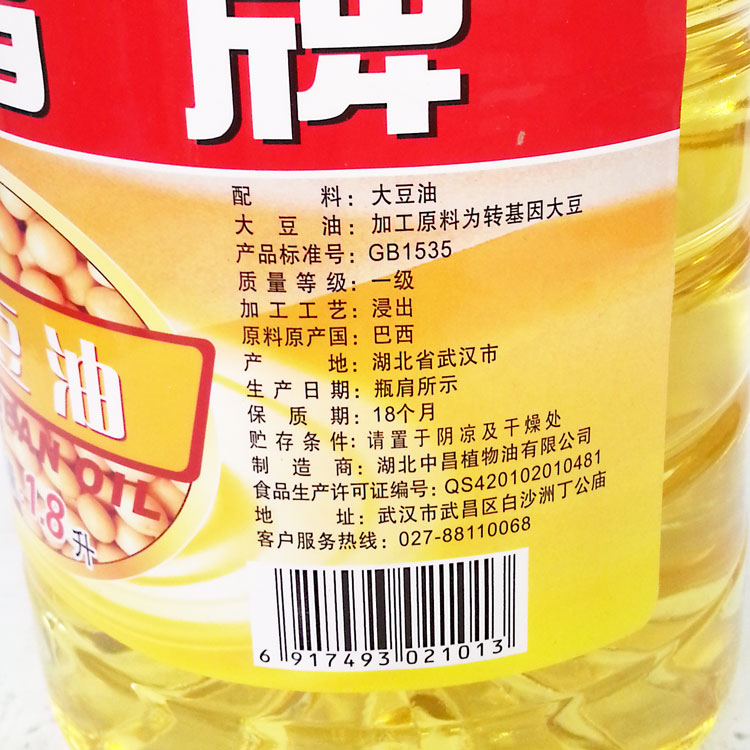 牌
油
OIL
1.8升
配料：大豆油
大豆油：加工原料为转基因大豆
产品标准号：GB1535
质量等级：一级
加工工艺：浸出
原料原产国：巴西
产地：湖北省武汉市
生产日期：瓶肩所示
保质期：18个月
贮存条件：请置于阴凉及干燥处
制造商：湖北中昌植物油有限公司
食品生产许可证编号：QS420102010481
地址：武汉市武昌区白沙洲丁公庙
客户服务热线：027-88110068
6 917493 021013